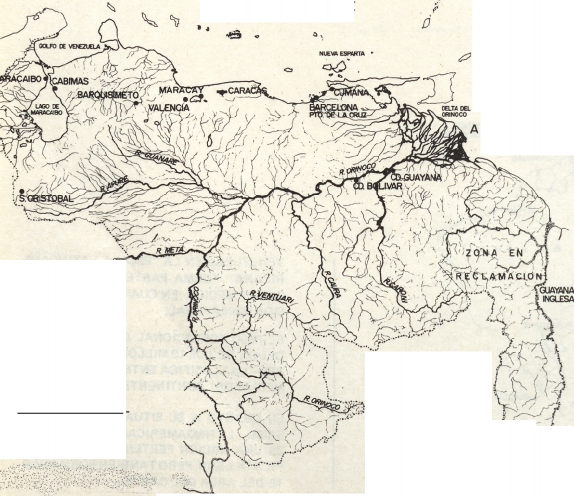 GOLFO DE VENEZUELA
NUEVA ESPARTA
ARACAIBO
CABIMAS
MARACAY
CARACAS
CUMANA
BARQUISIMETO
VALENCIA
BARCELONA
PTO. DE LA CRUZ
LAGO DE
MARACAIBO
DELTA DEL
ORINOCO
A
R. GUANARE
R. ORINOCO
CD. GUAYANA
CD. BOLIVAR
R. APURE
S. CRISTOBAL
R. META
ZONA EN
RECLAMACION
R. ORINOCO
R. VENTUARI
R. CAURA
R. CARONI
GUAYANA
INGLESA
R. ORINOCO